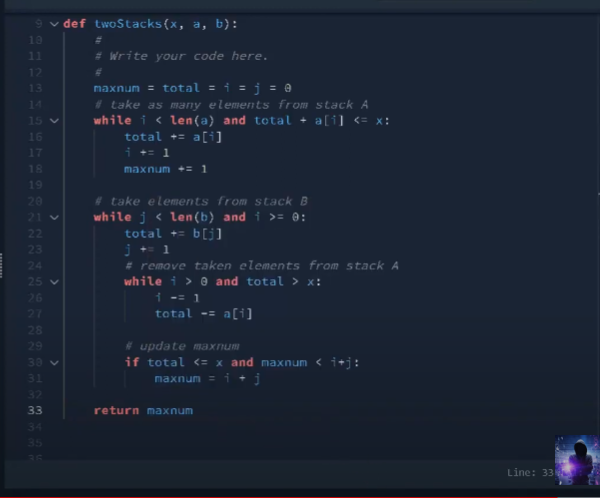 9 def twoStacks(x, a, b):
10 #
11 # Write your code here.
12 #
13 maxnum = total = i = j = 0
14 # take as many elements from stack A
15 while i < len(a) and total + a[i] <= x:
16 total += a[i]
17 i += 1
18 maxnum += 1
19
20 # take elements from stack B
21 while j < len(b) and i >= 0:
22 total += b[j]
23 j += 1
24 # remove taken elements from stack A
25 while i > 0 and total > x:
26 i -= 1
27 total -= a[i]
28
29 # update maxnum
30 if total <= x and maxnum < i+j:
31 maxnum = i + j
32
33 return maxnum
34
35
36
Line: 33